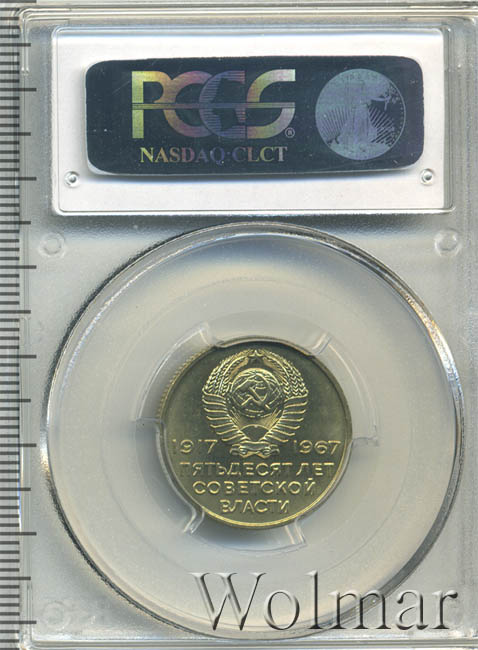 PCGS
®
NASDAQ:CLCT
1917 1967
ПЯТЬДЕСЯТ ЛЕТ
СОВЕТСКОЙ
ВЛАСТИ
Wolmar